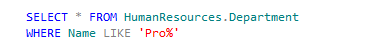 SELECT * FROM HumanResources.Department
WHERE Name LIKE 'Pro%'